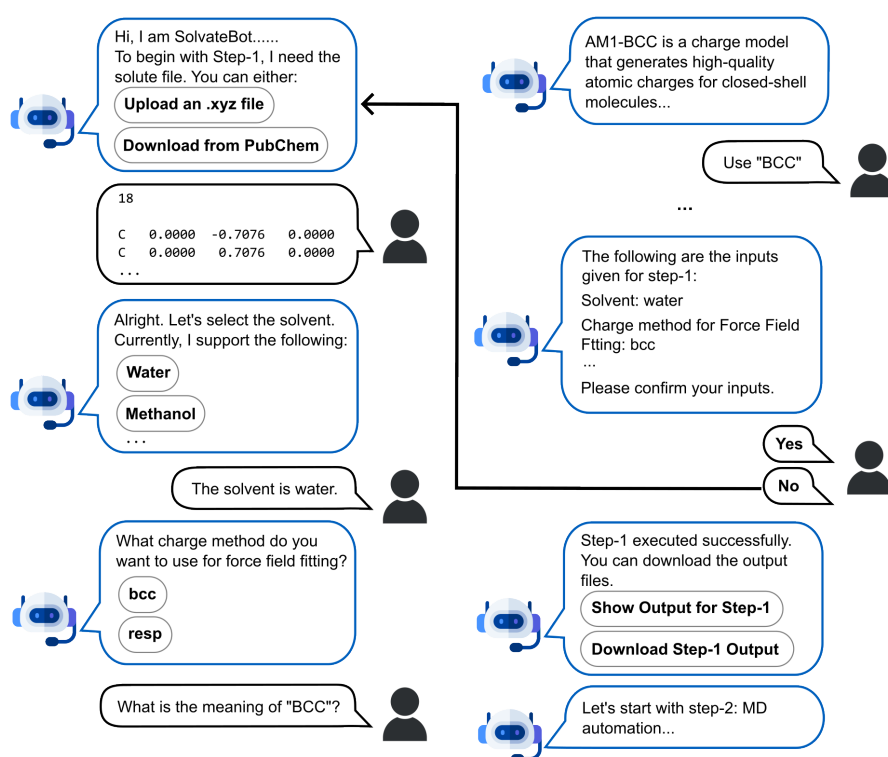 Hi, I am SolvateBot......
To begin with Step-1, I need the
solute file. You can either:
Upload an .xyz file
Download from PubChem
18
C 0.0000 -0.7076 0.0000
C 0.0000 0.7076 0.0000
...
Alright. Let's select the solvent.
Currently, I support the following:
Water
Methanol
...
The solvent is water.
What charge method do you
want to use for force field fitting?
bcc
resp
What is the meaning of "BCC"?
AM1-BCC is a charge model
that generates high-quality
atomic charges for closed-shell
molecules...
Use "BCC"
...
The following are the inputs
given for step-1:
Solvent: water
Charge method for Force Field
Ftting: bcc
...
Please confirm your inputs.
Yes
No
Step-1 executed successfully.
You can download the output
files.
Show Output for Step-1
Download Step-1 Output
Let's start with step-2: MD
automation...